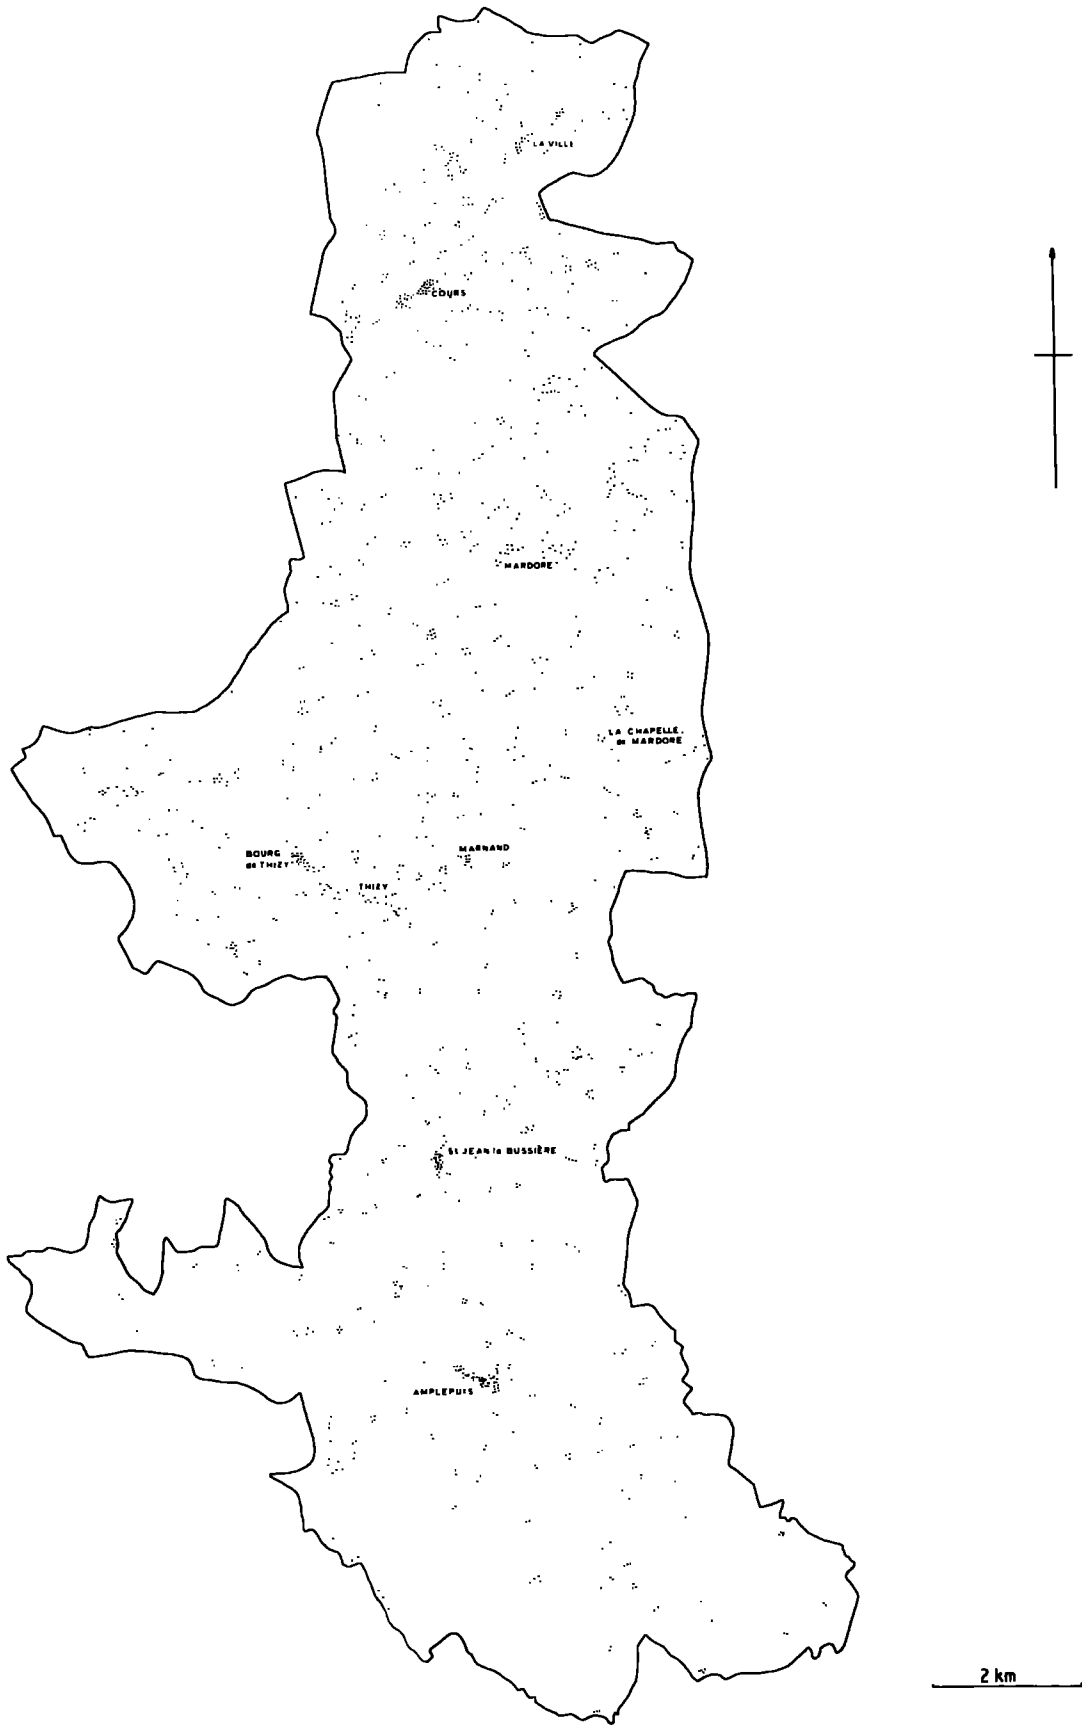 LA VILLE
COURS
MARDORE
LA CHAPELLE
de MARDORE
MARNAND
BOURG
de THIZY
THIZY
St JEAN la BUSSIÈRE
AMPLEPUIS
2 km